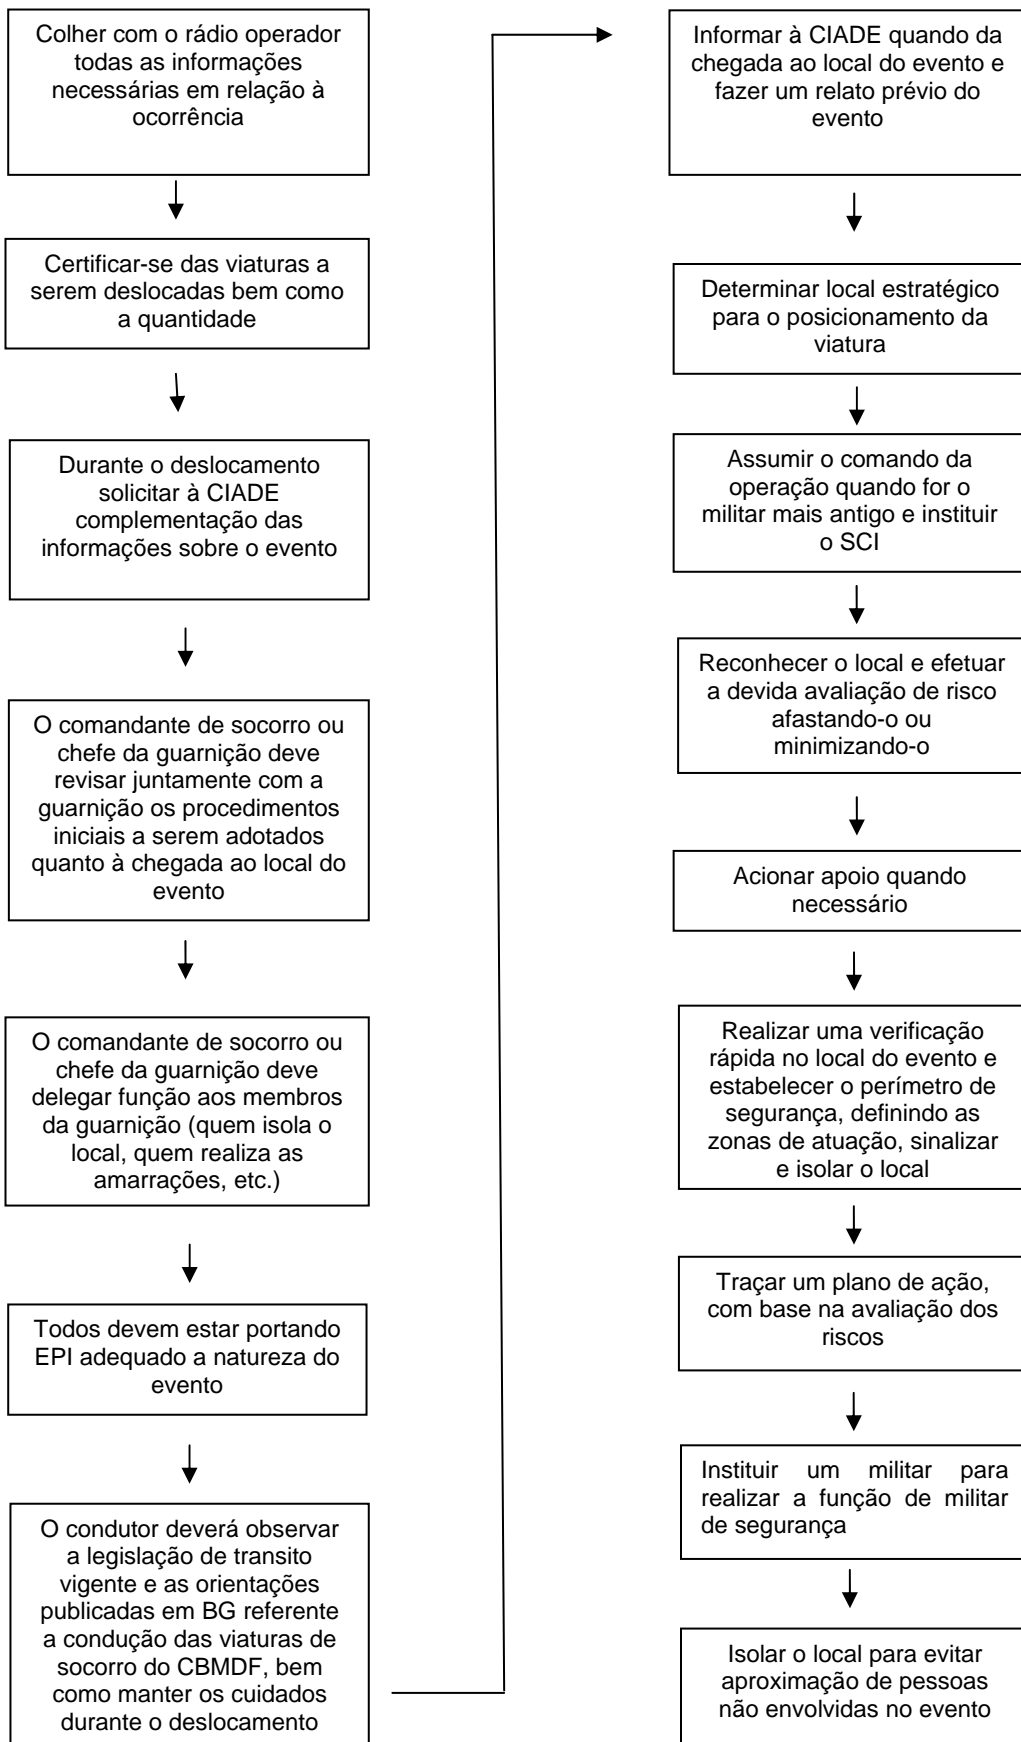 Colher com o rádio operador
todas as informações
necessárias em relação à
ocorrência
Certificar-se das viaturas a
serem deslocadas bem como
a quantidade
Durante o deslocamento
solicitar à CIADE
complementação das
informações sobre o evento
O comandante de socorro ou
chefe da guarnição deve
revisar juntamente com a
guarnição os procedimentos
iniciais a serem adotados
quanto à chegada ao local do
evento
O comandante de socorro ou
chefe da guarnição deve
delegar função aos membros
da guarnição (quem isola o
local, quem realiza as
amarrações, etc.)
Todos devem estar portando
EPI adequado a natureza do
evento
O condutor deverá observar
a legislação de transito
vigente e as orientações
publicadas em BG referente
a condução das viaturas de
socorro do CBMDF, bem
como manter os cuidados
durante o deslocamento
Informar à CIADE quando da
chegada ao local do evento e
fazer um relato prévio do
evento
Determinar local estratégico
para o posicionamento da
viatura
Assumir o comando da
operação quando for o
militar mais antigo e instituir
o SCI
Reconhecer o local e efetuar
a devida avaliação de risco
afastando-o ou
minimizando-o
Acionar apoio quando
necessário
Realizar uma verificação
rápida no local do evento e
estabelecer o perímetro de
segurança, definindo as
zonas de atuação, sinalizar
e isolar o local
Traçar um plano de ação,
com base na avaliação dos
riscos
Instituir um militar para
realizar a função de militar
de segurança
Isolar o local para evitar
aproximação de pessoas
não envolvidas no evento